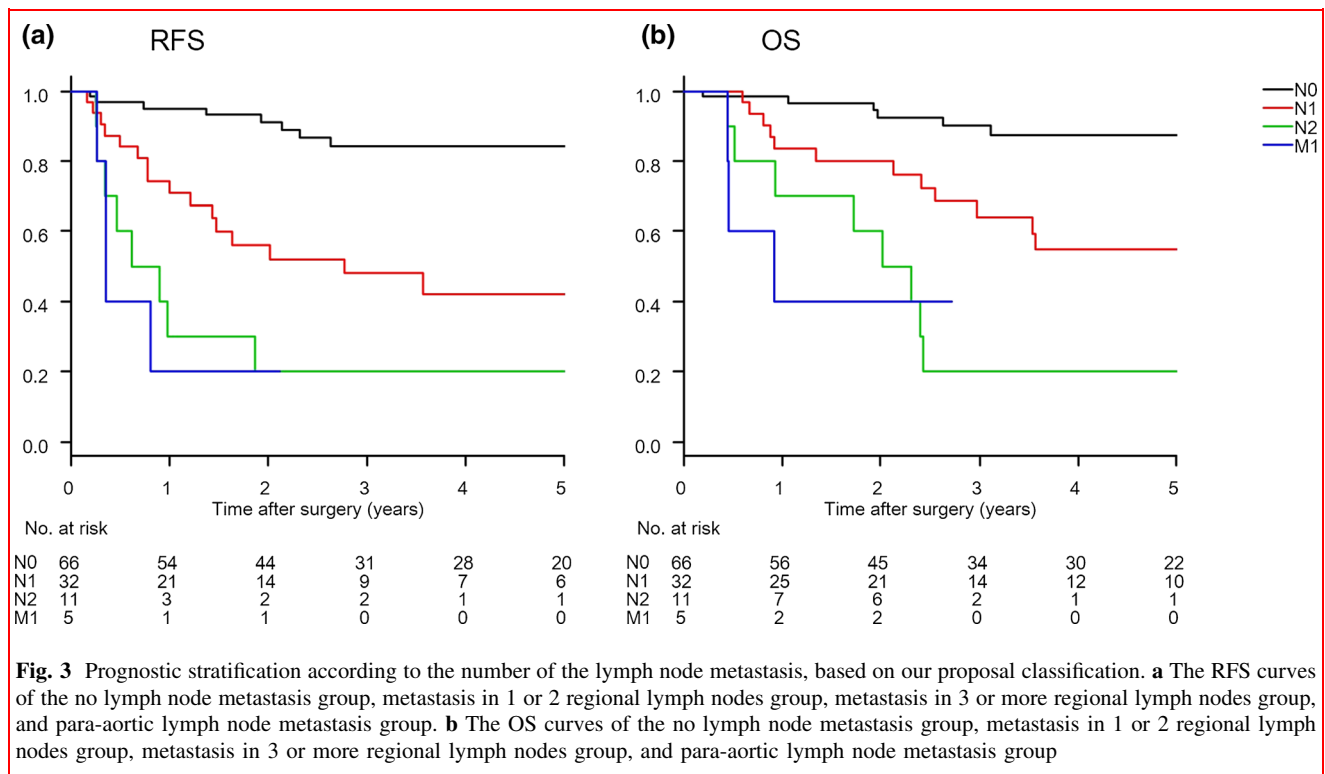 (a) RFS
1.0
0.8
0.6
0.4
0.2
0.0
0 1 2 3 4 5
Time after surgery (years)
No. at risk
N0 66 54 44 31 28 20
N1 32 21 14 9 7 6
N2 11 3 2 2 1 1
M1 5 1 1 0 0 0
(b) OS
1.0
0.8
0.6
0.4
0.2
0.0
0 1 2 3 4 5
Time after surgery (years)
No. at risk
N0 66 56 45 34 30 22
N1 32 25 21 14 12 10
N2 11 7 6 2 1 1
M1 5 2 2 0 0 0
N0
N1
N2
M1
Fig. 3 Prognostic stratification according to the number of the lymph node metastasis, based on our proposal classification. a The RFS curves
of the no lymph node metastasis group, metastasis in 1 or 2 regional lymph nodes group, metastasis in 3 or more regional lymph nodes group,
and para-aortic lymph node metastasis group. b The OS curves of the no lymph node metastasis group, metastasis in 1 or 2 regional lymph
nodes group, metastasis in 3 or more regional lymph nodes group, and para-aortic lymph node metastasis group